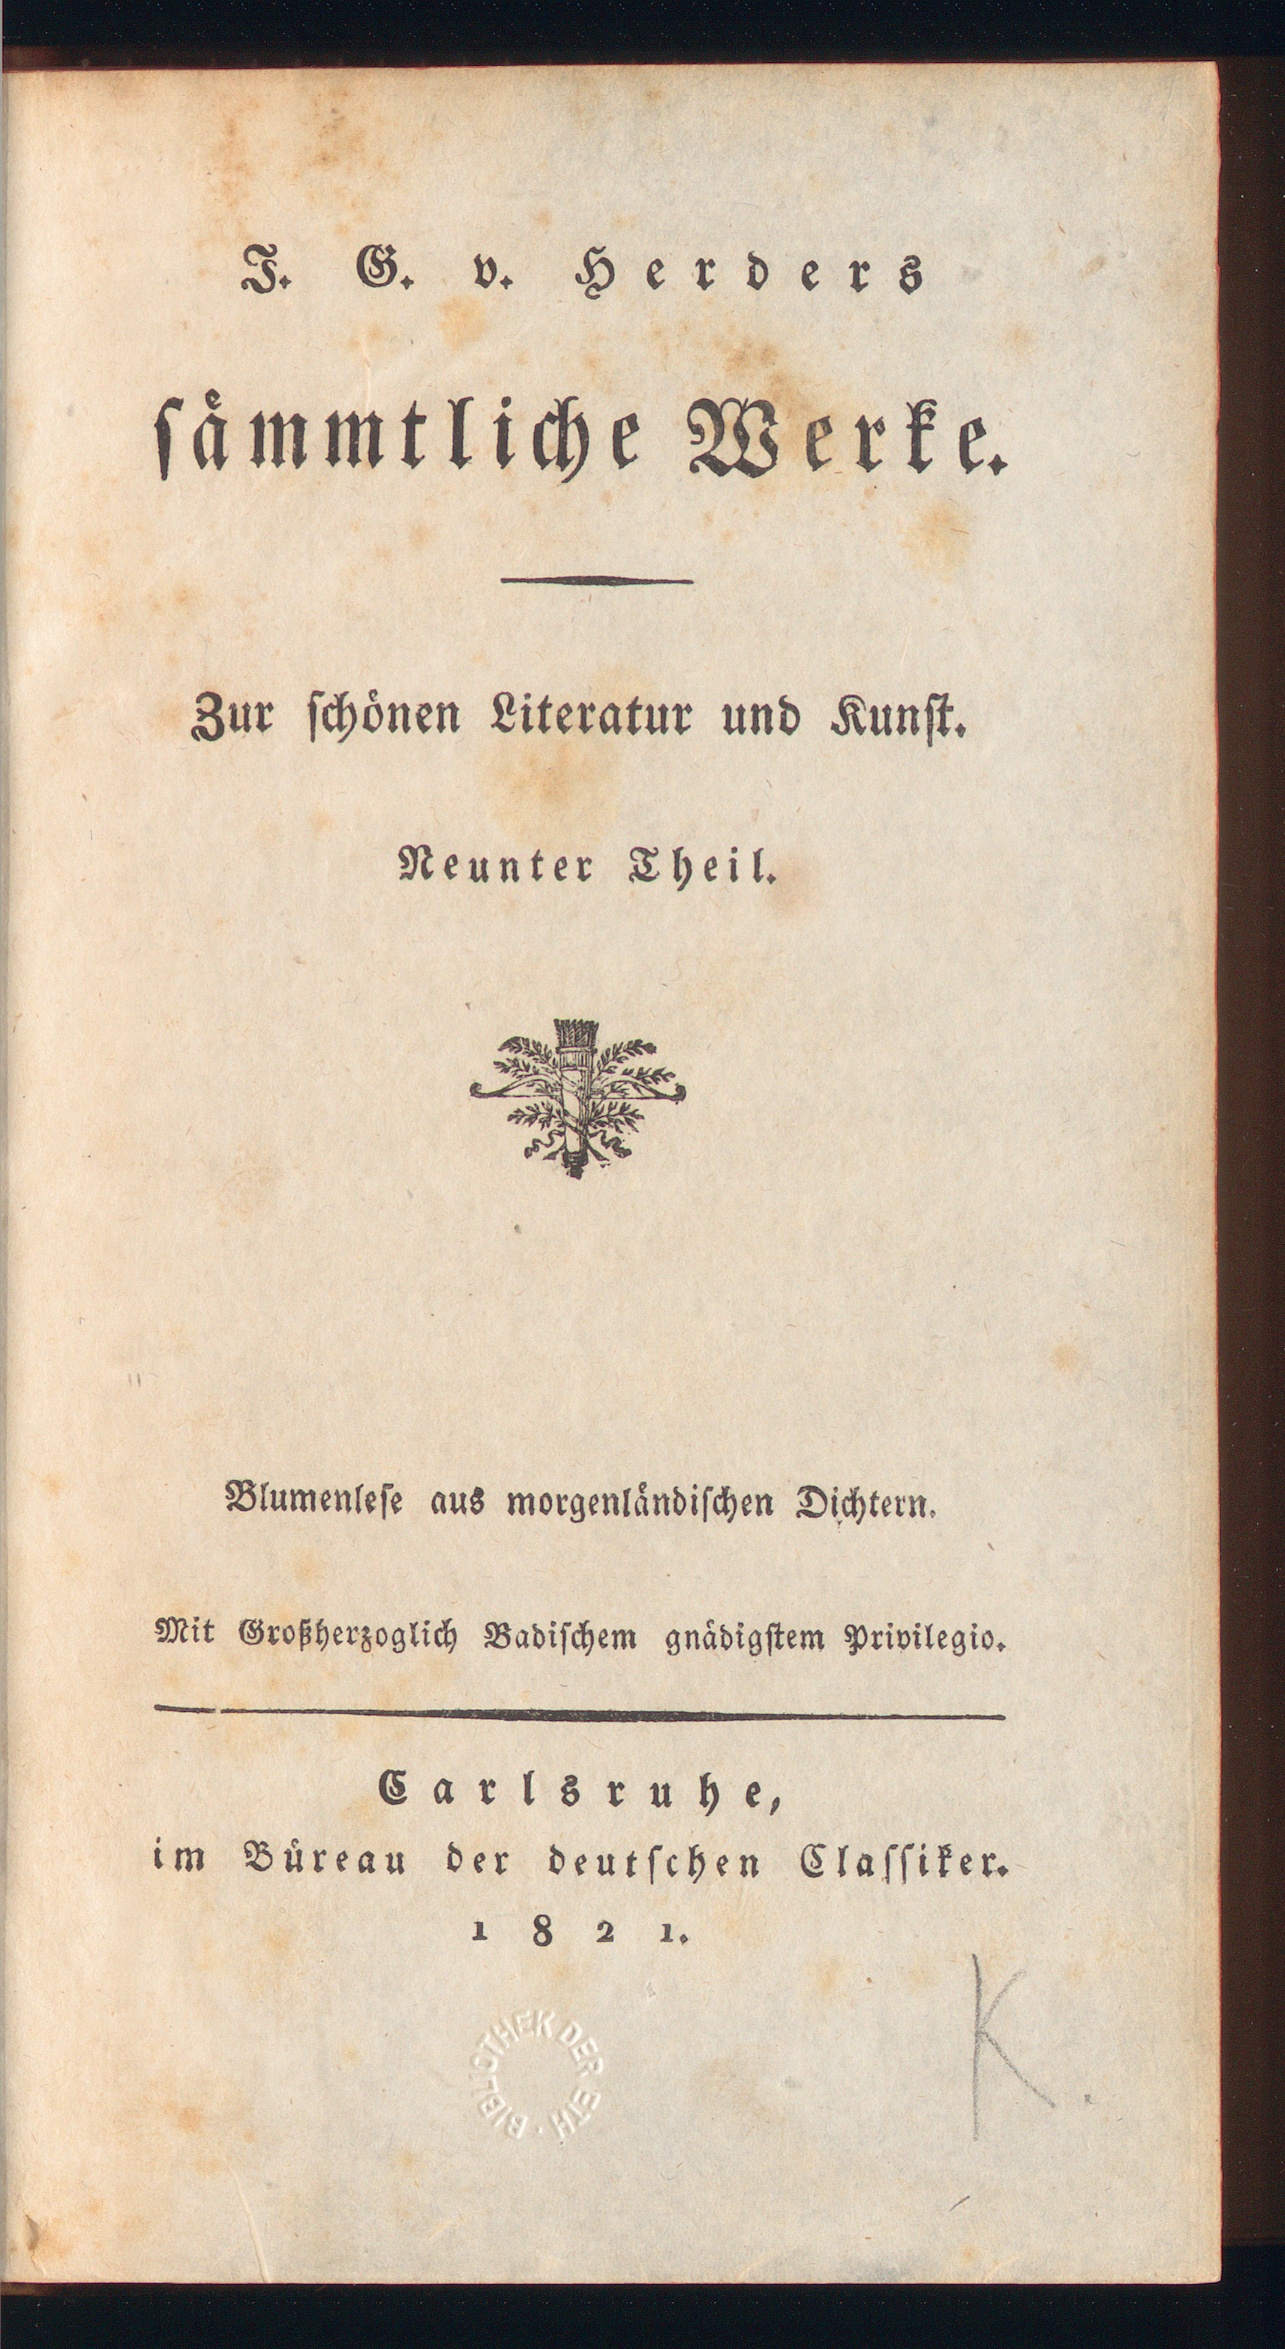 J. G. v. Herders
ſämmtliche Werke.
Zur ſchönen Literatur und Kunſt.
Neunter Theil.
Blumenleſe aus morgenländiſchen Dichtern.
Mit Großherzoglich Badiſchem gnädigſtem Privilegio.
Carlsruhe,
im Büreau der deutſchen Claſſiker.
1821.
K.
BIBLIOTHEK DER ETH ·